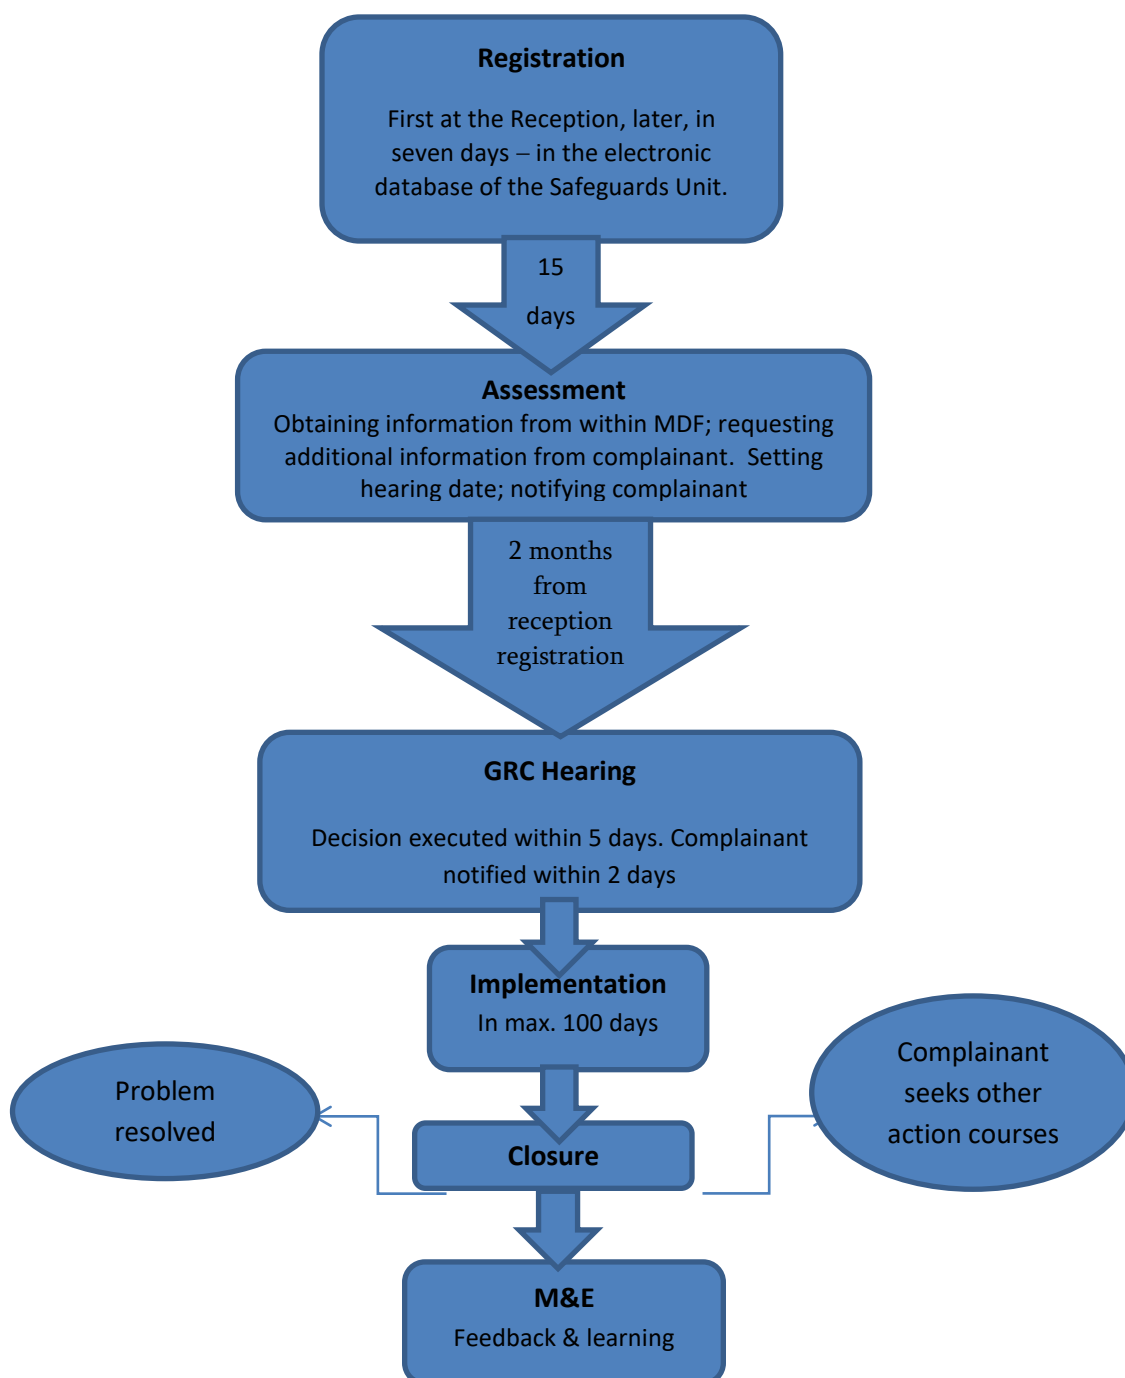 Registration
First at the Reception, later, in
seven days – in the electronic
database of the Safeguards Unit.
15
days
Assessment
Obtaining information from within MDF; requesting
additional information from complainant.  Setting
hearing date; notifying complainant
2 months
from
reception
registration
GRC Hearing
Decision executed within 5 days. Complainant
notified within 2 days
Implementation
In max. 100 days
Problem
resolved
Complainant
seeks other
action courses
Closure
M&E
Feedback & learning